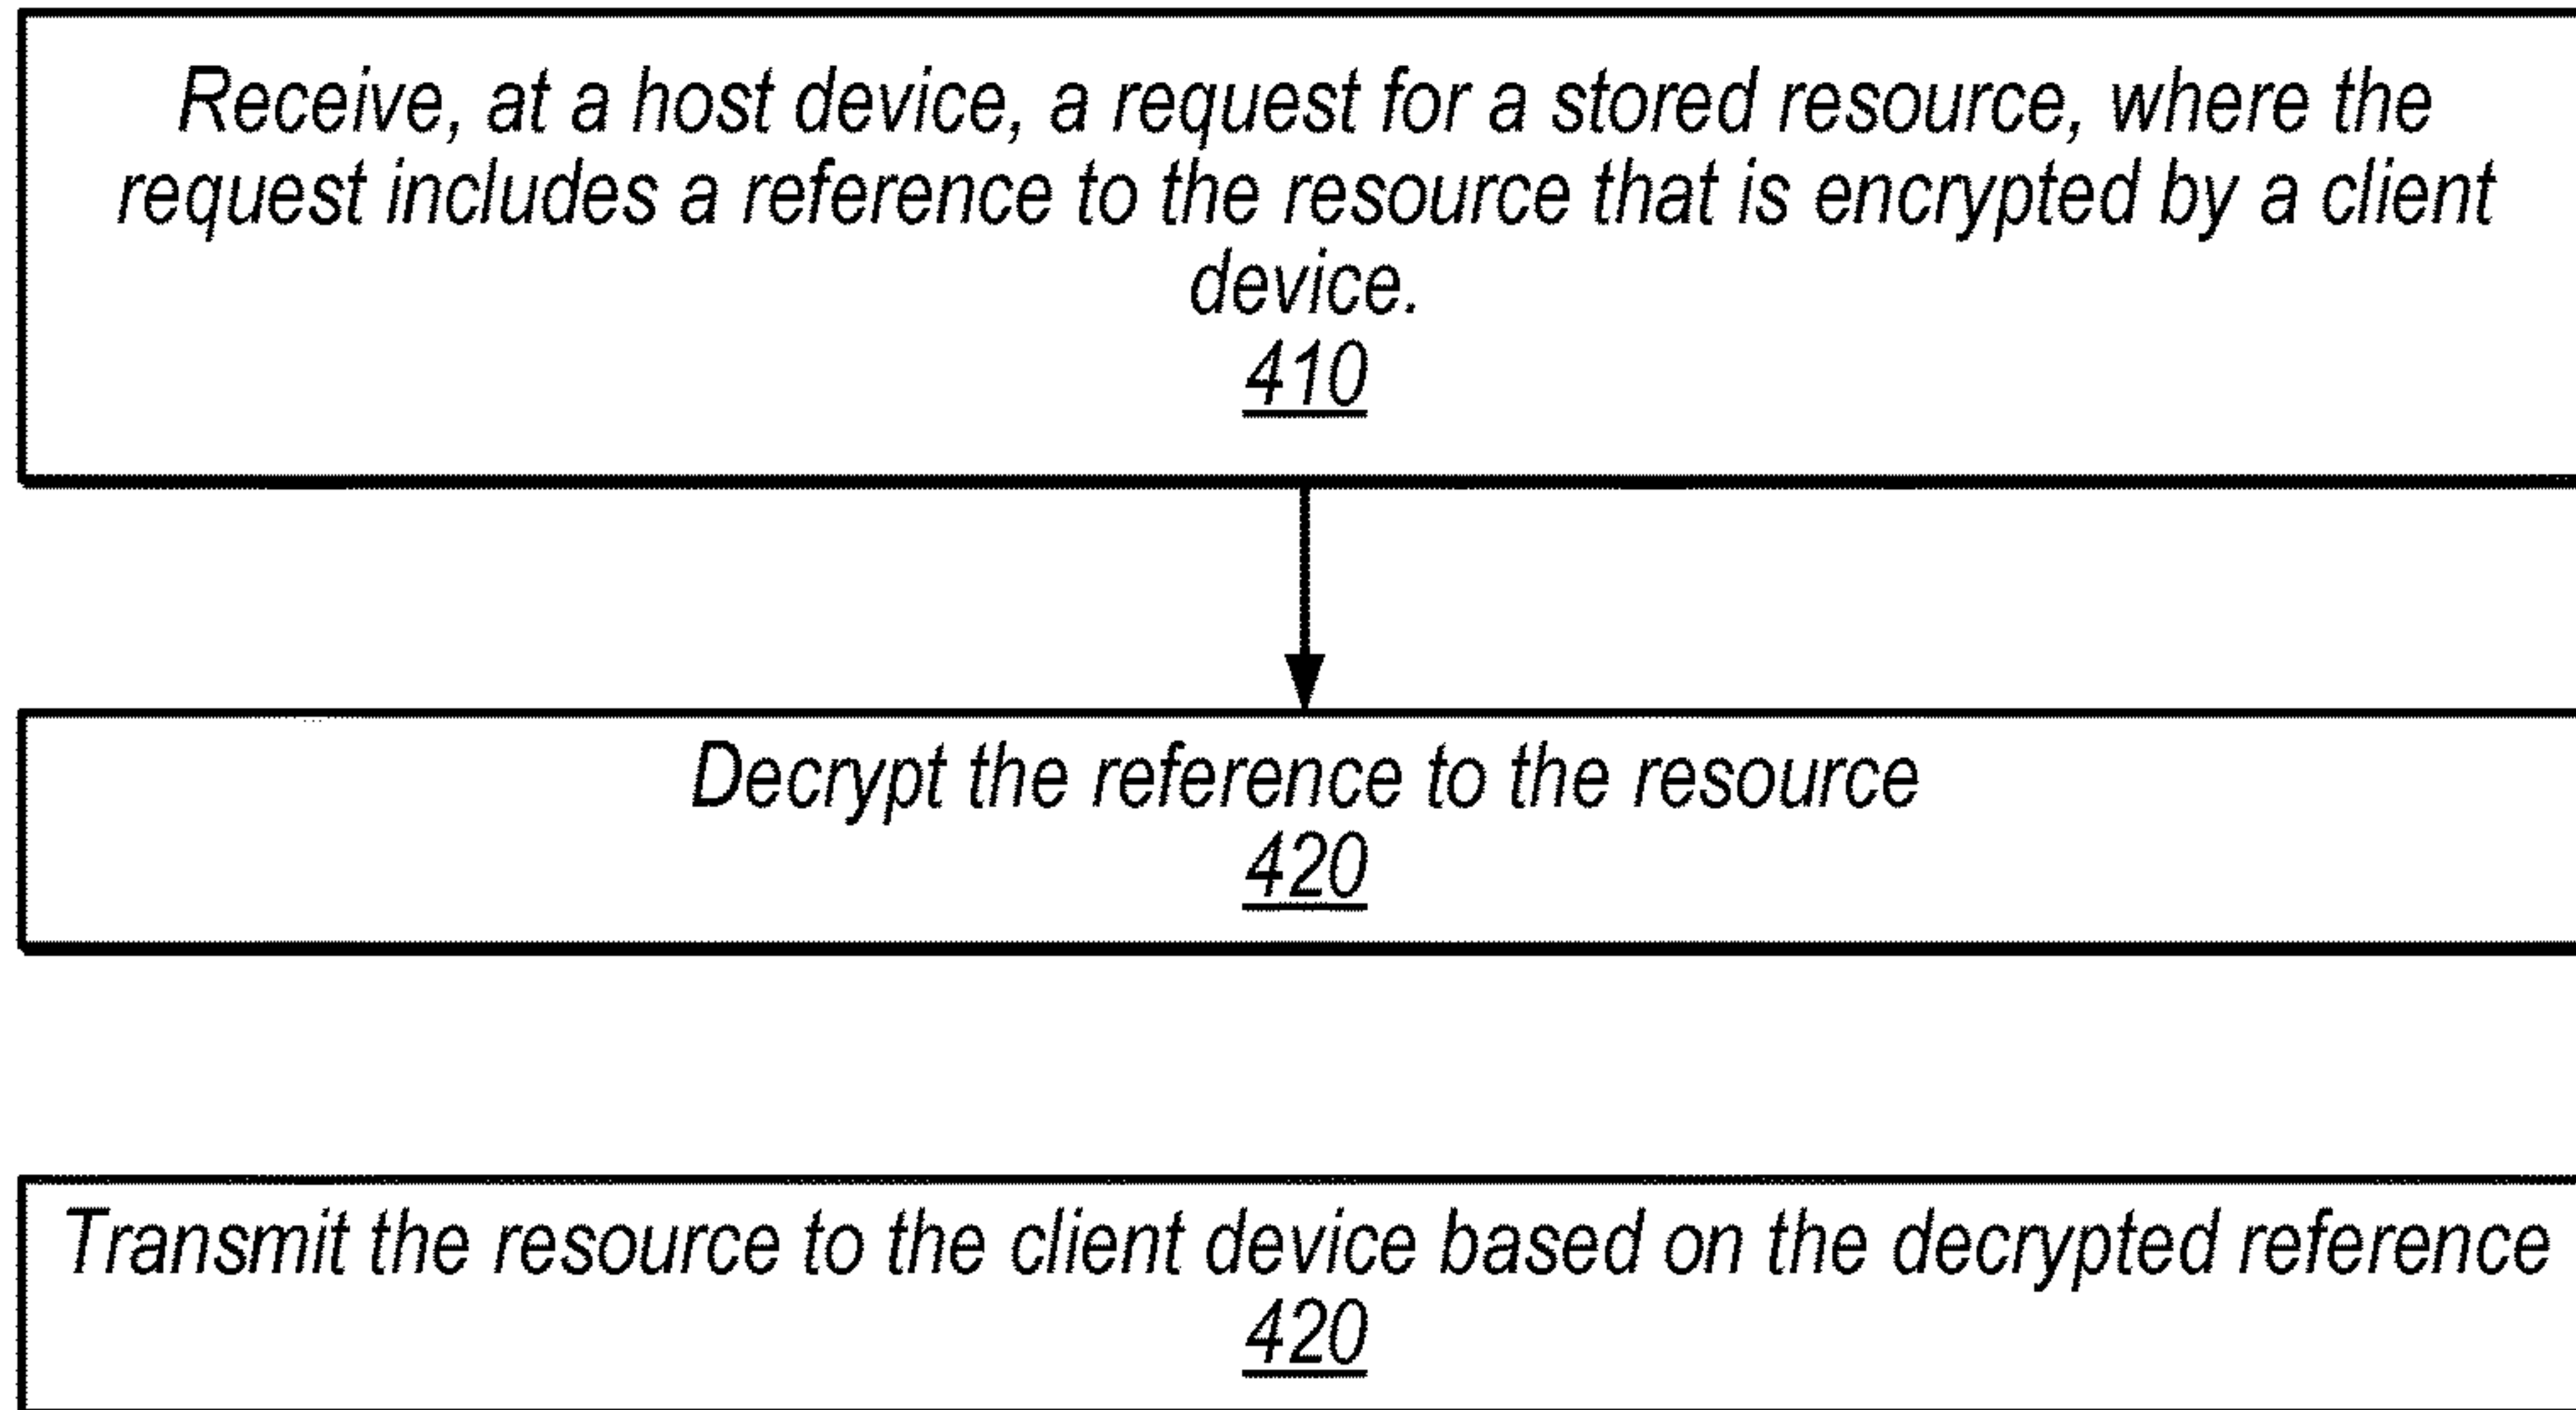 Receive, at a host device, a request for a stored resource, where the
request includes a reference to the resource that is encrypted by a client
device.
410
Decrypt the reference to the resource
420
Transmit the resource to the client device based on the decrypted reference
420